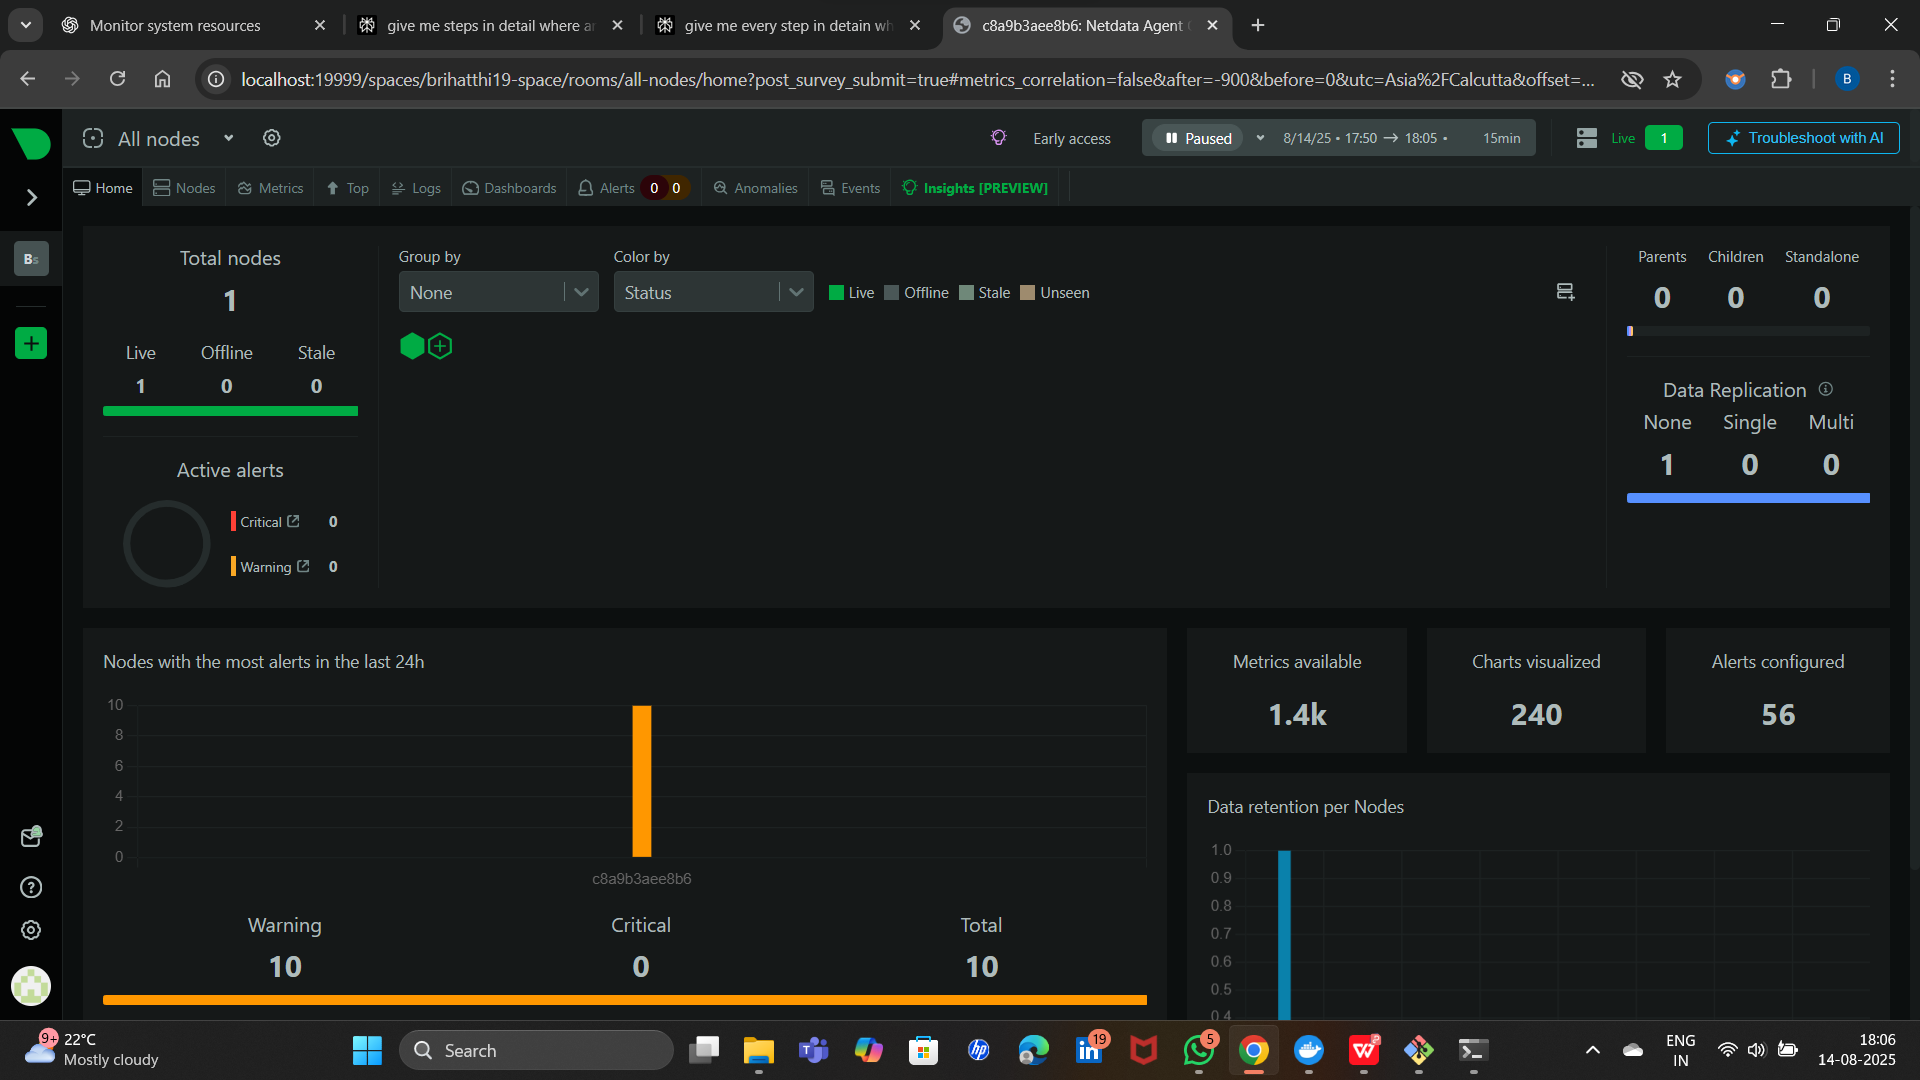 Monitor system resources
give me steps in detail where ar
give me every step in detain wh
c8a9b3aee8b6: Netdata Agent
localhost:19999/spaces/brihatthi19-space/rooms/all-nodes/home?post_survey_submit=true#metrics_correlation=false&after=-900&before=0&utc=Asia%2FCalcutta&offset=...
B
All nodes
Early access
Paused
8/14/25 • 17:50 → 18:05 •
15min
Live
1
Troubleshoot with AI
Home
Nodes
Metrics
Top
Logs
Dashboards
Alerts
0
0
Anomalies
Events
Insights [PREVIEW]
Bs
Total nodes
1
Live
Offline
Stale
1
0
0
Active alerts
Critical
0
Warning
0
Group by
None
Color by
Status
Live
Offline
Stale
Unseen
Parents
Children
Standalone
0
0
0
Data Replication
None
Single
Multi
1
0
0
Nodes with the most alerts in the last 24h
10
8
6
4
2
0
c8a9b3aee8b6
Warning
Critical
Total
10
0
10
Metrics available
1.4k
Charts visualized
240
Alerts configured
56
Data retention per Nodes
1.0
0.9
0.8
0.7
0.6
0.5
0.4
9+
22°C
Mostly cloudy
Search
19
5
ENG
IN
18:06
14-08-2025